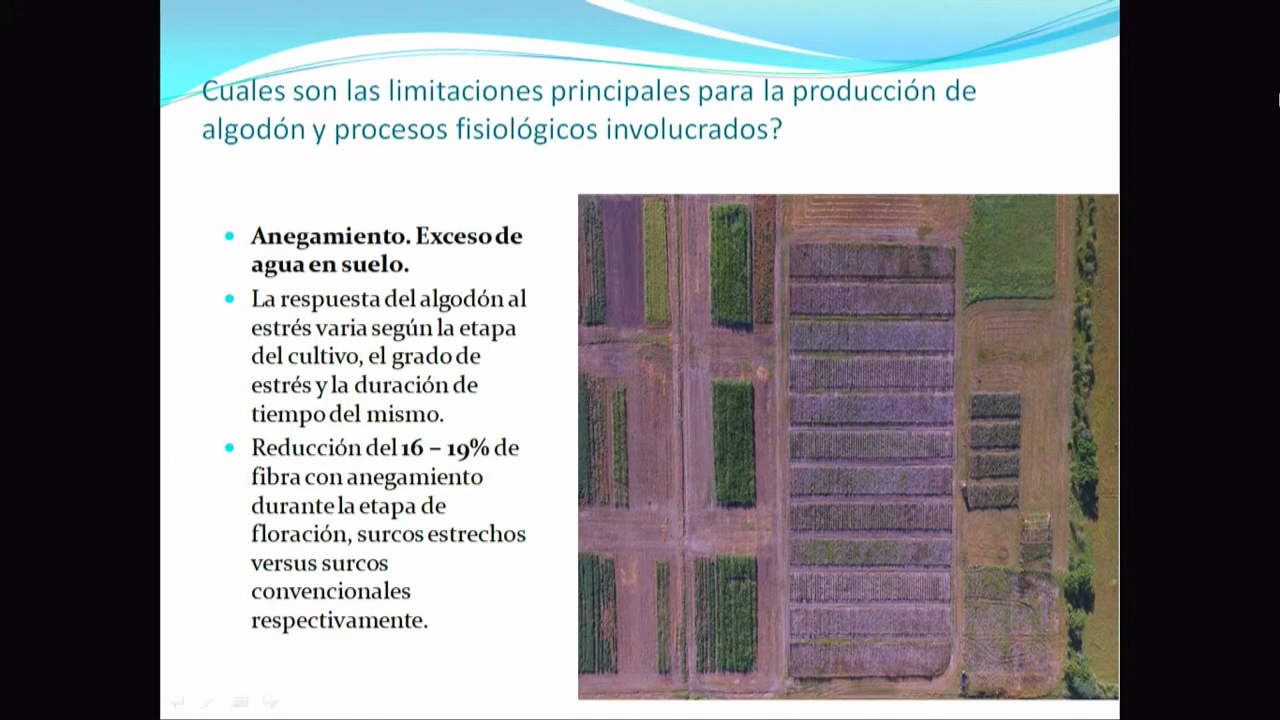 Cuales son las limitaciones principales para la producción de
algodón y procesos fisiológicos involucrados?
Anegamiento. Exceso de
agua en suelo.
La respuesta del algodón al
estrés varia según la etapa
del cultivo, el grado de
estrés y la duración de
tiempo del mismo.
Reducción del 16 – 19% de
fibra con anegamiento
durante la etapa de
floración, surcos estrechos
versus surcos
convencionales
respectivamente.